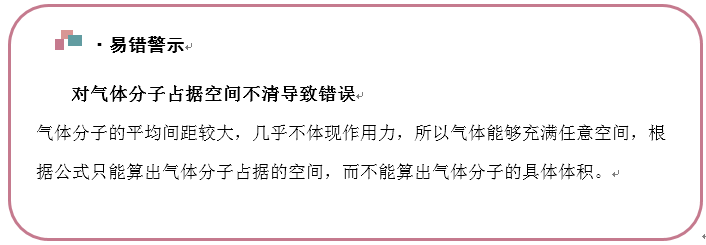 ·易错警示
对气体分子占据空间不清导致错误
气体分子的平均间距较大，几乎不体现作用力，所以气体能够充满任意空间，根
据公式只能算出气体分子占据的空间，而不能算出气体分子的具体体积。